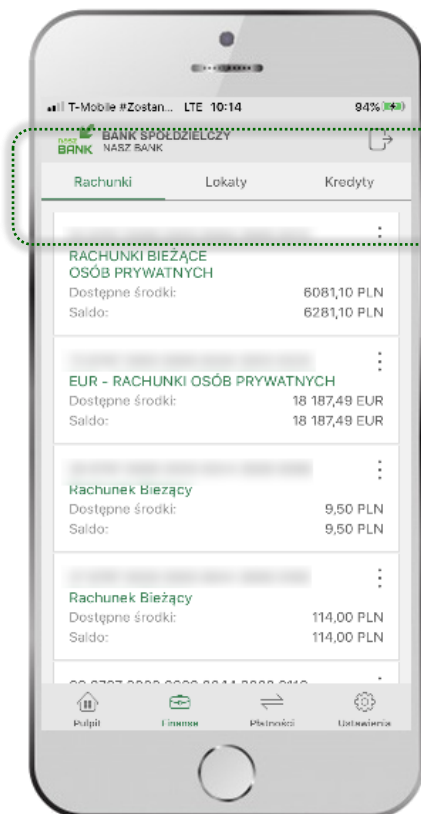 T-Mobile #Zostan... LTE 10:14 94%
nasz BANK
BANK SPÓŁDZIELCZY
NASZ BANK
Rachunki Lokaty Kredyty
RACHUNKI BIEŻĄCE
OSÓB PRYWATNYCH
Dostępne środki: 6081,10 PLN
Saldo: 6281,10 PLN
EUR - RACHUNKI OSÓB PRYWATNYCH
Dostępne środki: 18 187,49 EUR
Saldo: 18 187,49 EUR
Rachunek Bieżący
Dostępne środki: 9,50 PLN
Saldo: 9,50 PLN
Rachunek Bieżący
Dostępne środki: 114,00 PLN
Saldo: 114,00 PLN
Pulpit Finanse Płatności Ustawienia